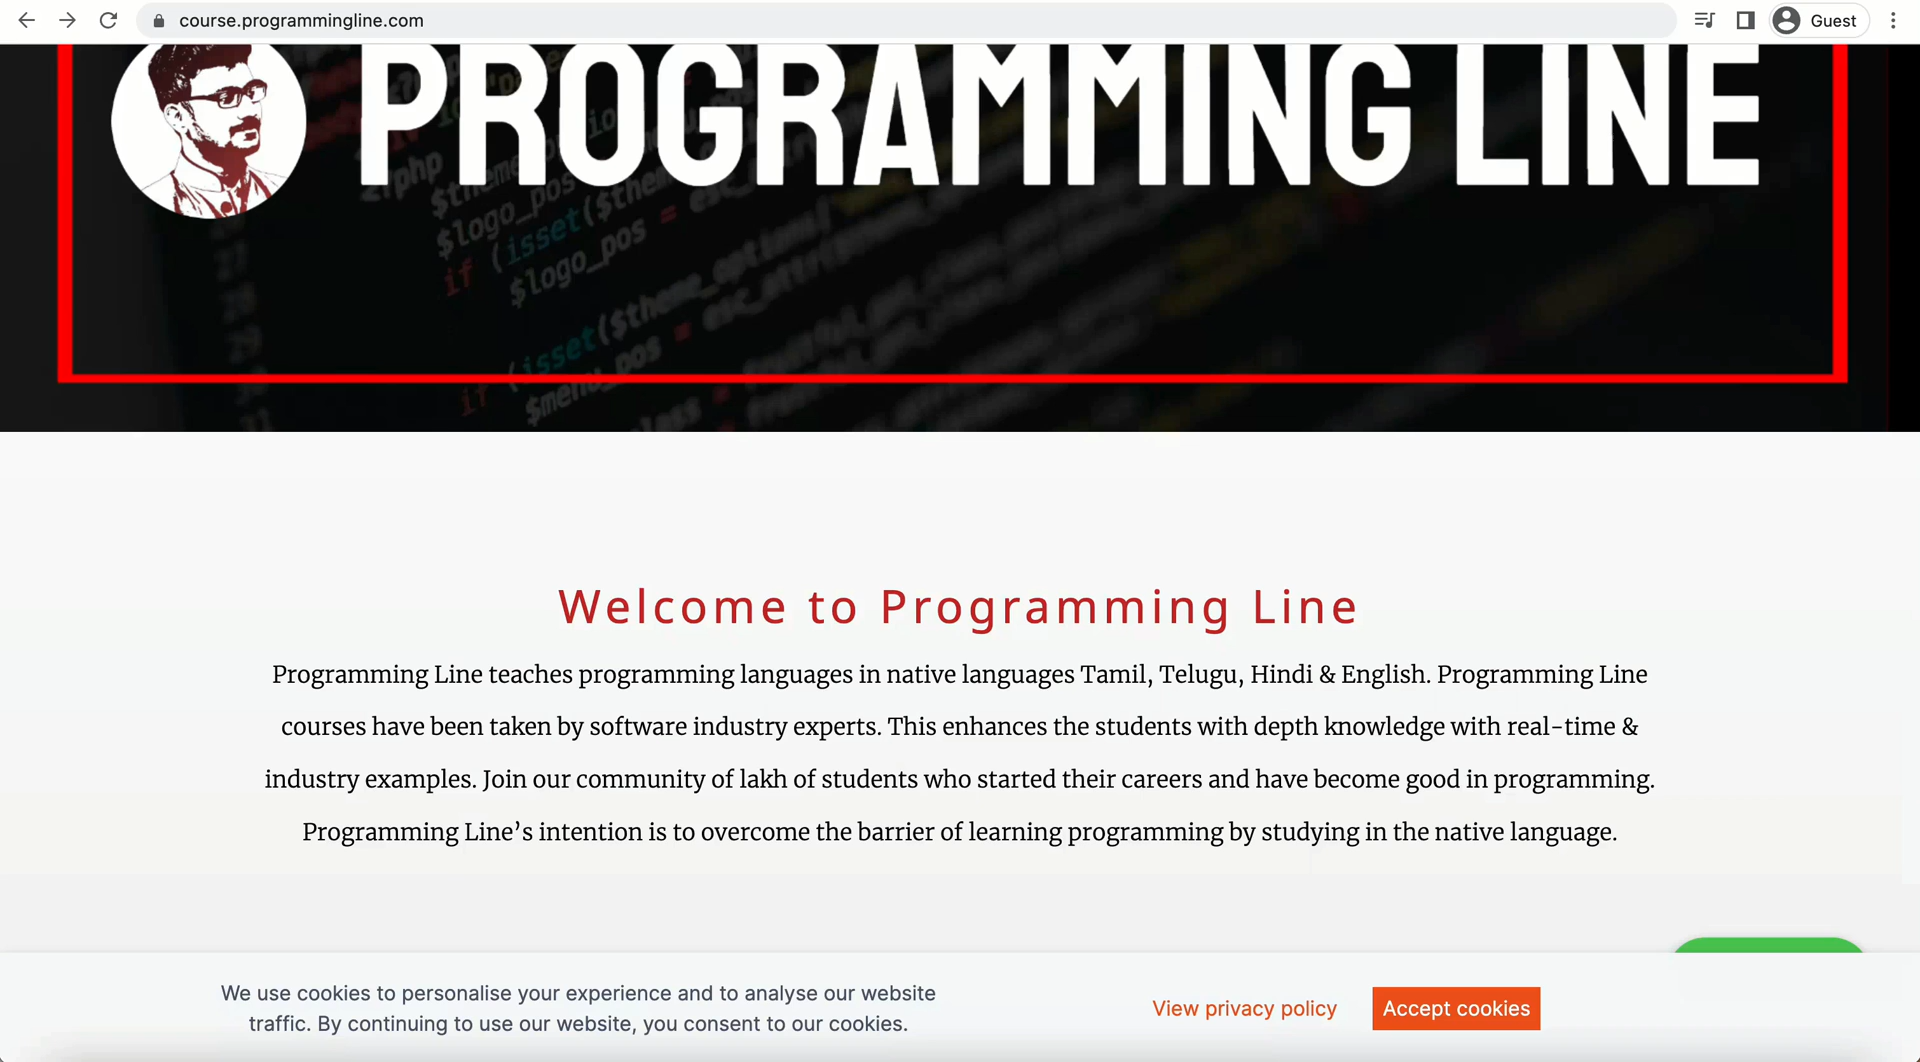 course.programmingline.com
Guest
PROGRAMMING LINE
$logo_pos
if (isset($
$logo_pos
Welcome to Programming Line
Programming Line teaches programming languages in native languages Tamil, Telugu, Hindi & English. Programming Line
courses have been taken by software industry experts. This enhances the students with depth knowledge with real-time &
industry examples. Join our community of lakh of students who started their careers and have become good in programming.
Programming Line’s intention is to overcome the barrier of learning programming by studying in the native language.
We use cookies to personalise your experience and to analyse our website
traffic. By continuing to use our website, you consent to our cookies.
View privacy policy
Accept cookies